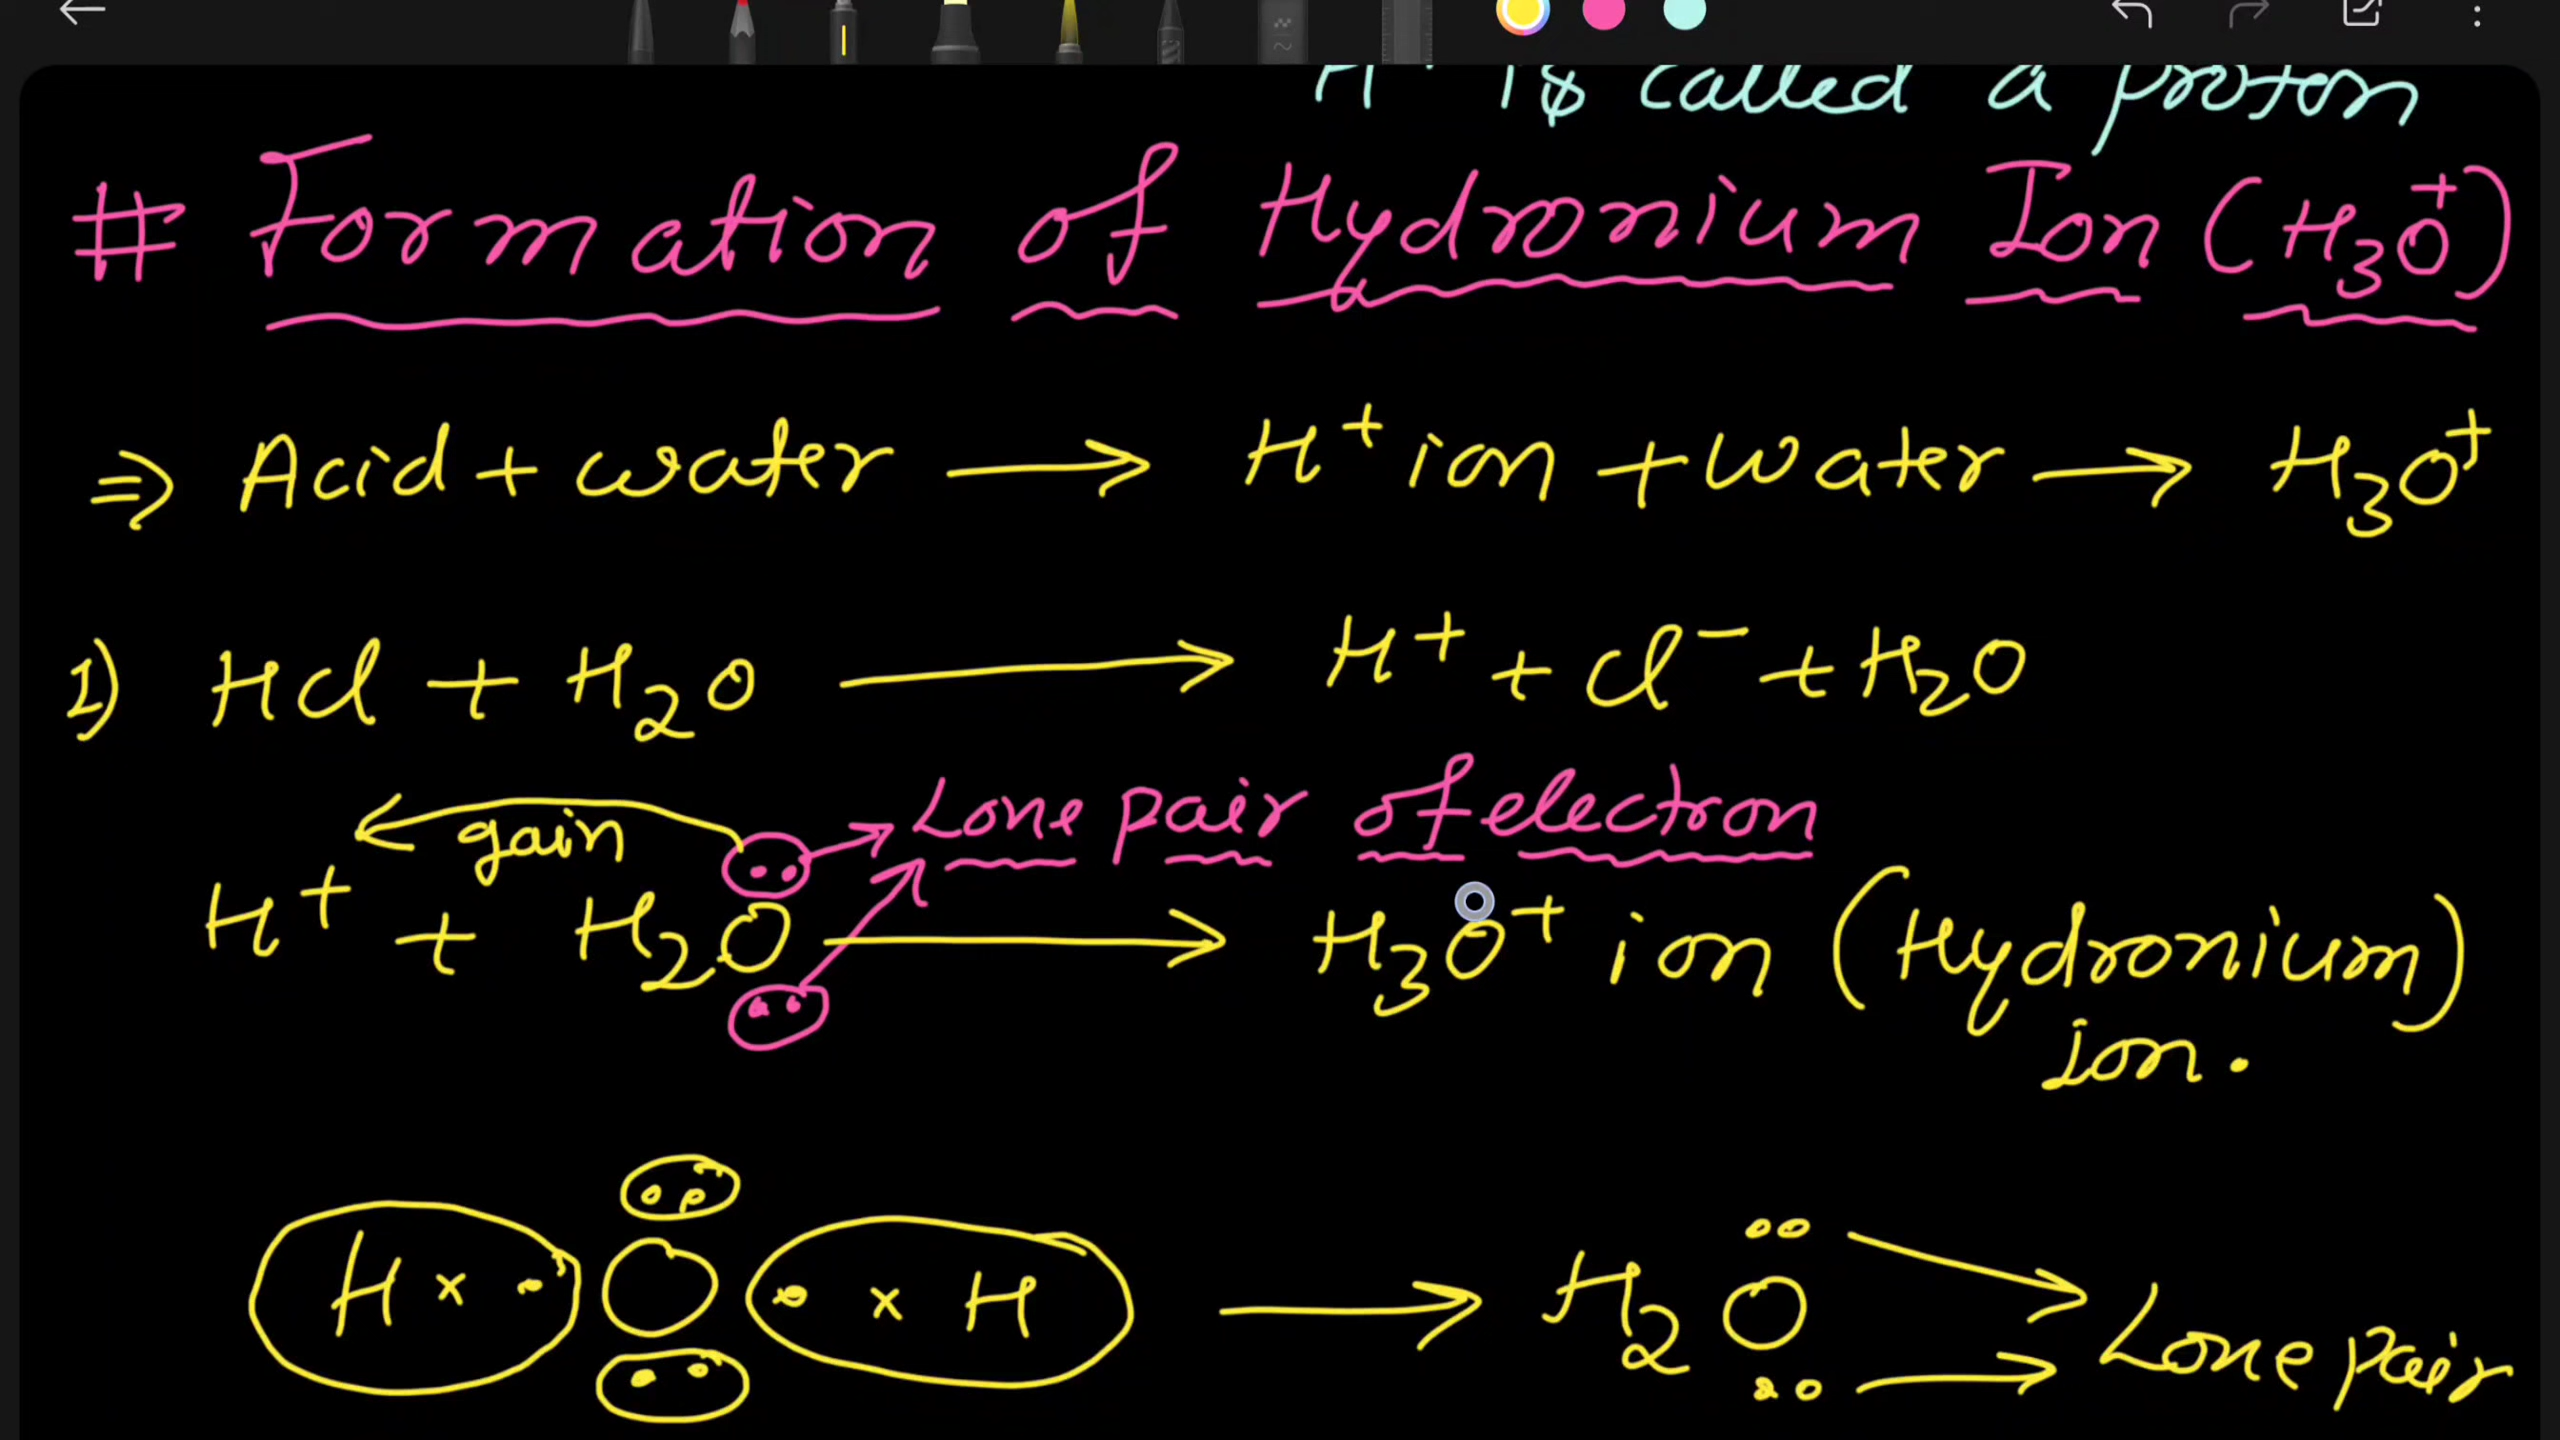 H⁺ is called a proton
# Formation of Hydronium Ion (H₃O⁺)
⇒ Acid + water → H⁺ ion + Water → H₃O⁺
1) HCl + H₂O → H⁺ + Cl⁻ + H₂O
gain Lone pair of electron
H⁺ + H₂O → H₃O⁺ ion (Hydronium)
ion.
H x · O · x H → H₂O Lone pair